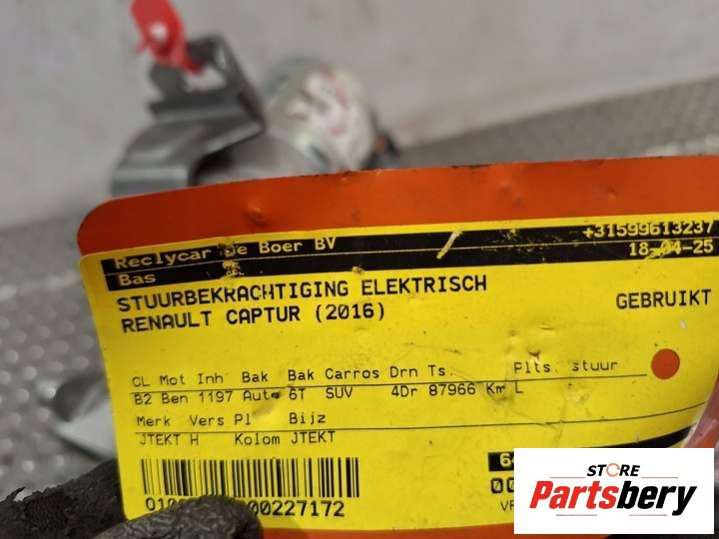 Reclycar De Boer BV +31599613237
Bas 18-04-25
STUURBEKRACHTIGING ELEKTRISCH
RENAULT CAPTUR (2016) GEBRUIKT
CL Mot Inh Bak Bak Carros Drn Ts. Plts. stuur
B2 Ben 1197 Auto 6T SUV 4Dr 87966 Km L
Merk Vers Pl Bijz
JTEKT H Kolom JTEKT
00227172
STORE
Partsbery